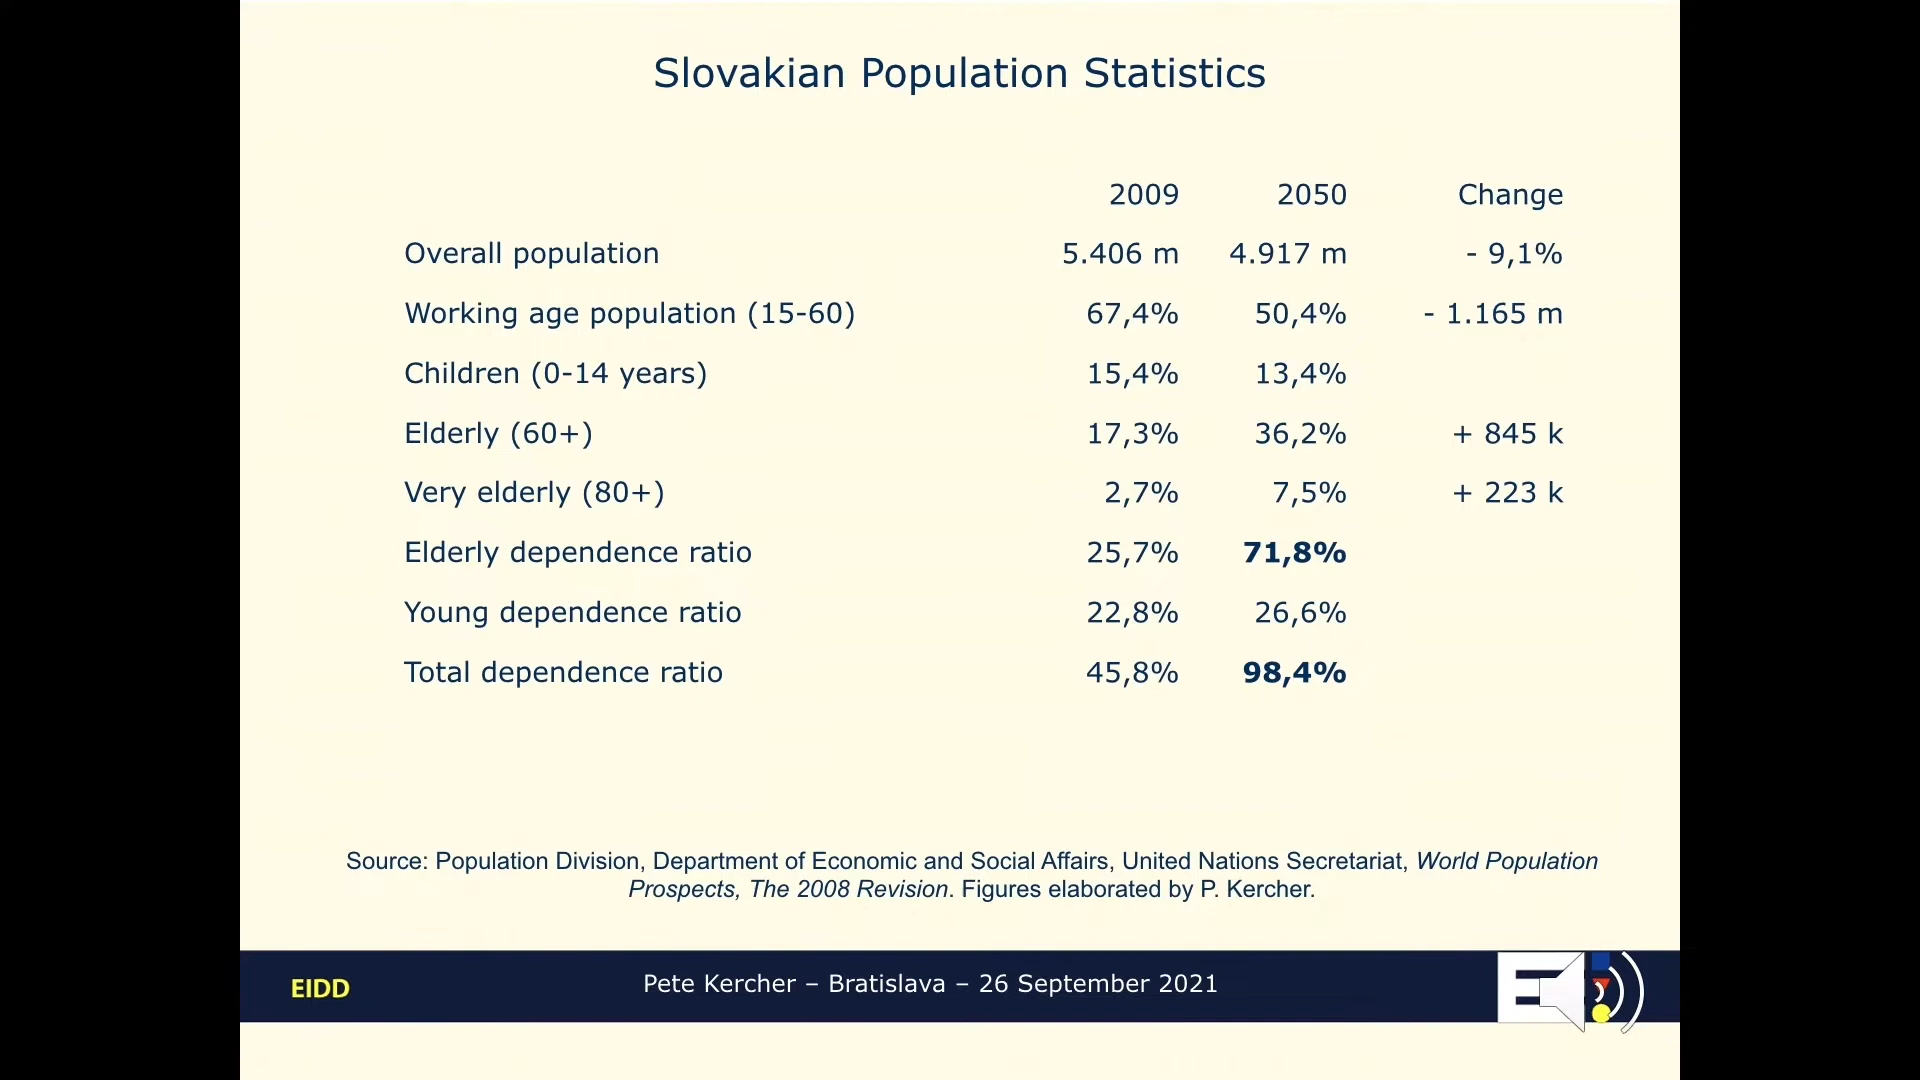 Slovakian Population Statistics
2009 2050 Change
Overall population 5.406 m 4.917 m - 9,1%
Working age population (15-60) 67,4% 50,4% - 1.165 m
Children (0-14 years) 15,4% 13,4%
Elderly (60+) 17,3% 36,2% + 845 k
Very elderly (80+) 2,7% 7,5% + 223 k
Elderly dependence ratio 25,7% 71,8%
Young dependence ratio 22,8% 26,6%
Total dependence ratio 45,8% 98,4%
Source: Population Division, Department of Economic and Social Affairs, United Nations Secretariat, World Population
Prospects, The 2008 Revision. Figures elaborated by P. Kercher.
EIDD Pete Kercher – Bratislava – 26 September 2021